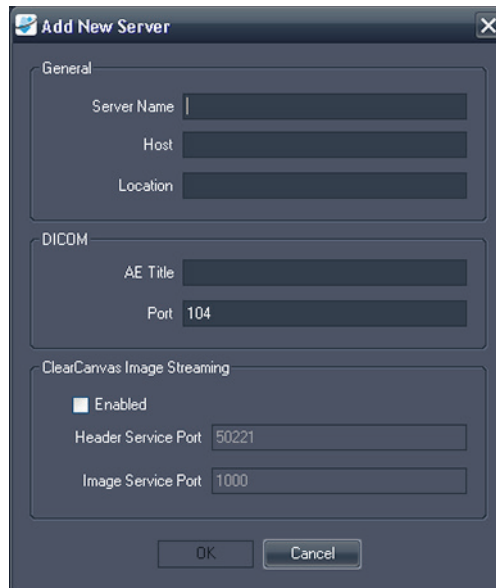 Add New Server
General
Server Name
Host
Location
DICOM
AE Title
Port 104
ClearCanvas Image Streaming
Enabled
Header Service Port 50221
Image Service Port 1000
OK Cancel